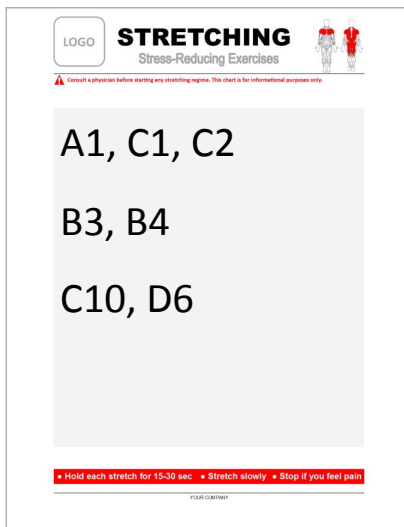 LOGO
STRETCHING
Stress-Reducing Exercises
Consult a physician before starting any stretching regime. This chart is for informational purposes only.
A1, C1, C2
B3, B4
C10, D6
• Hold each stretch for 15-30 sec • Stretch slowly • Stop if you feel pain
YOUR COMPANY